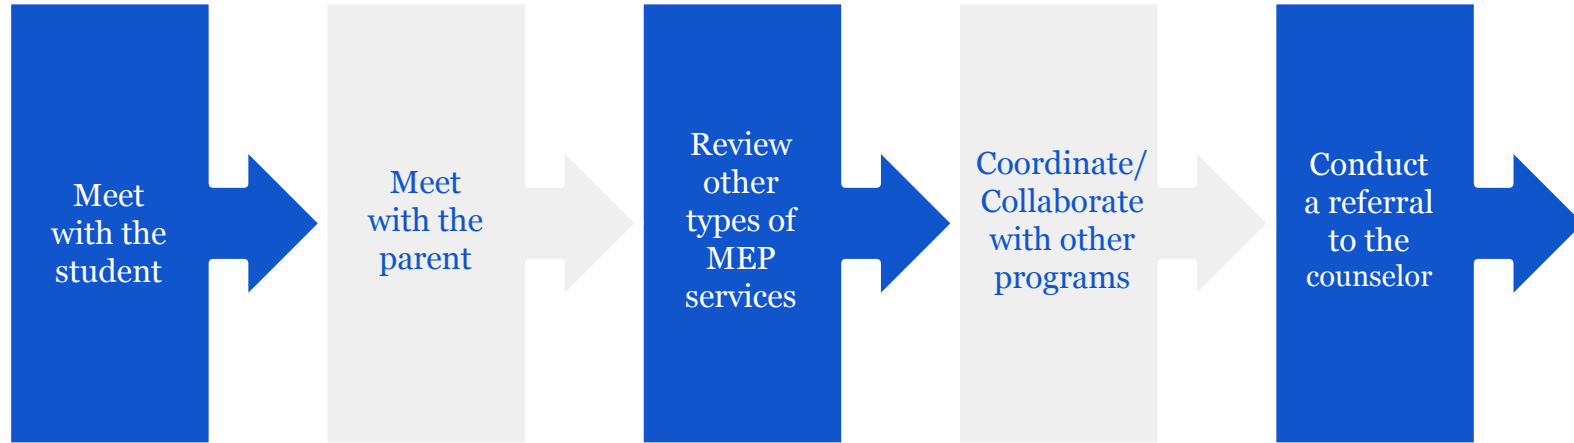 Meet
with the
student
Meet
with the
parent
Review
other
types of
MEP
services
Coordinate/
Collaborate
with other
programs
Conduct
a referral
to the
counselor